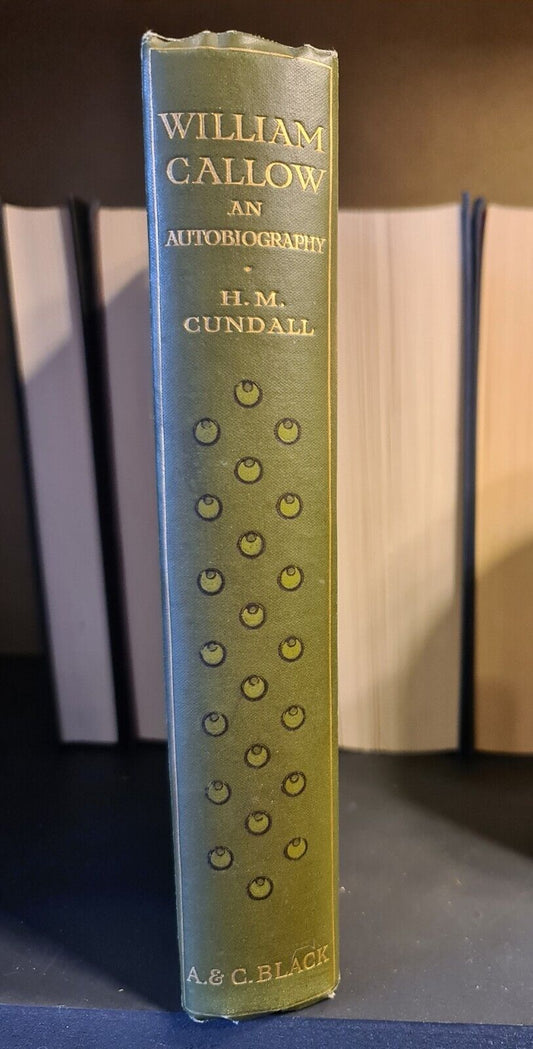 WILLIAM
CALLOW
AN
AUTOBIOGRAPHY
·
H. M.
CUNDALL
A. & C. BLACK